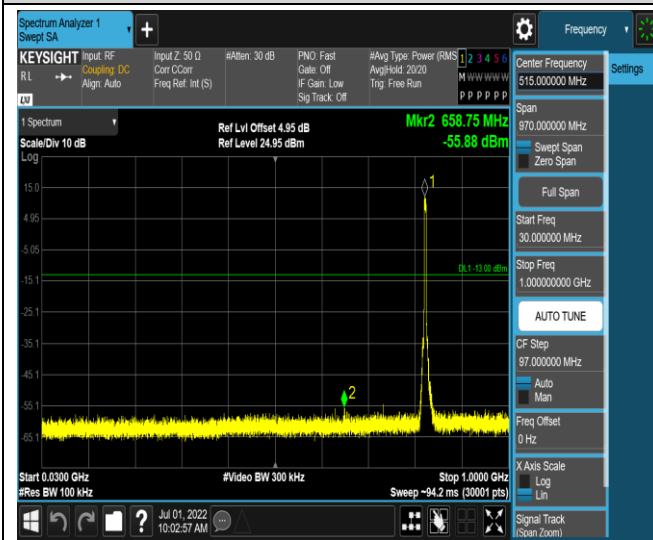 Spectrum Analyzer 1
Swept SA
+
Frequency
KEYSIGHT
RL
LXI
Input: RF
Coupling: DC
Align: Auto
Input Z: 50 Ω
Corr CCorr
Freq Ref: Int (S)
#Atten: 30 dB
PNO: Fast
Gate: Off
IF Gain: Low
Sig Track: Off
#Avg Type: Power (RMS
Avg|Hold: 20/20
Trig: Free Run
1 2 3 4 5 6
M W W W W W
P P P P P P
1 Spectrum
Scale/Div 10 dB
Log
Ref Lvl Offset 4.95 dB
Ref Level 24.95 dBm
Mkr2 658.75 MHz
-55.88 dBm
15.0
4.95
-5.05
-15.1
-25.1
-35.1
-45.1
-55.1
-65.1
1
DL1 -13.00 dBm
2
Start 0.0300 GHz
#Res BW 100 kHz
#Video BW 300 kHz
Stop 1.0000 GHz
Sweep ~94.2 ms (30001 pts)
?
Jul 01, 2022
10:02:57 AM
Center Frequency
515.000000 MHz
Span
970.000000 MHz
Swept Span
Zero Span
Full Span
Start Freq
30.000000 MHz
Stop Freq
1.000000000 GHz
AUTO TUNE
CF Step
97.000000 MHz
Auto
Man
Freq Offset
0 Hz
X Axis Scale
Log
Lin
Signal Track
(Span Zoom)
Settings